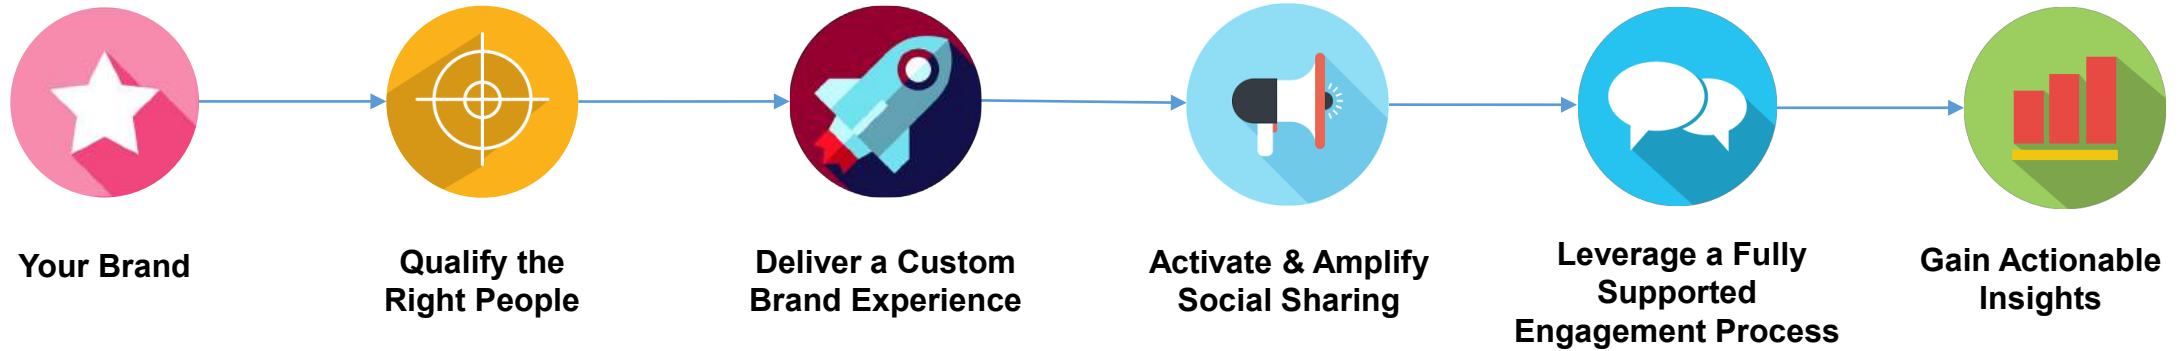 Your Brand
Qualify the
Right People
Deliver a Custom
Brand Experience
Activate & Amplify
Social Sharing
Leverage a Fully
Supported
Engagement Process
Gain Actionable
Insights